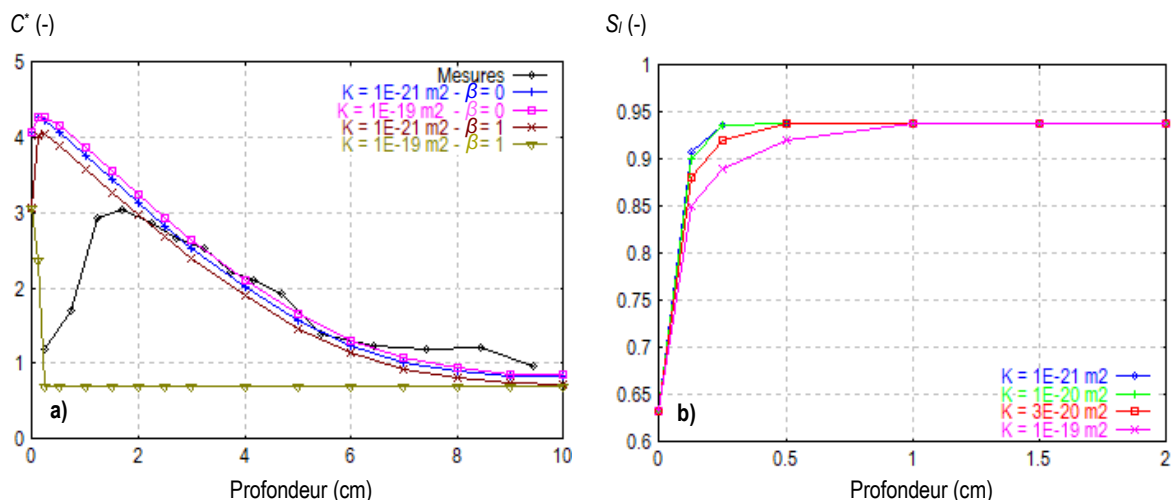 C* (-)
5
4
3
2
1
0
0 2 4 6 8 10
Mesures
K = 1E-21 m2 - β = 0
K = 1E-19 m2 - β = 0
K = 1E-21 m2 - β = 1
K = 1E-19 m2 - β = 1
a)
Profondeur (cm)
Sl (-)
0.95
0.9
0.85
0.8
0.75
0.7
0.65
0.6
0 0.5 1 1.5 2
K = 1E-21 m2
K = 1E-20 m2
K = 3E-20 m2
K = 1E-19 m2
b)
Profondeur (cm)